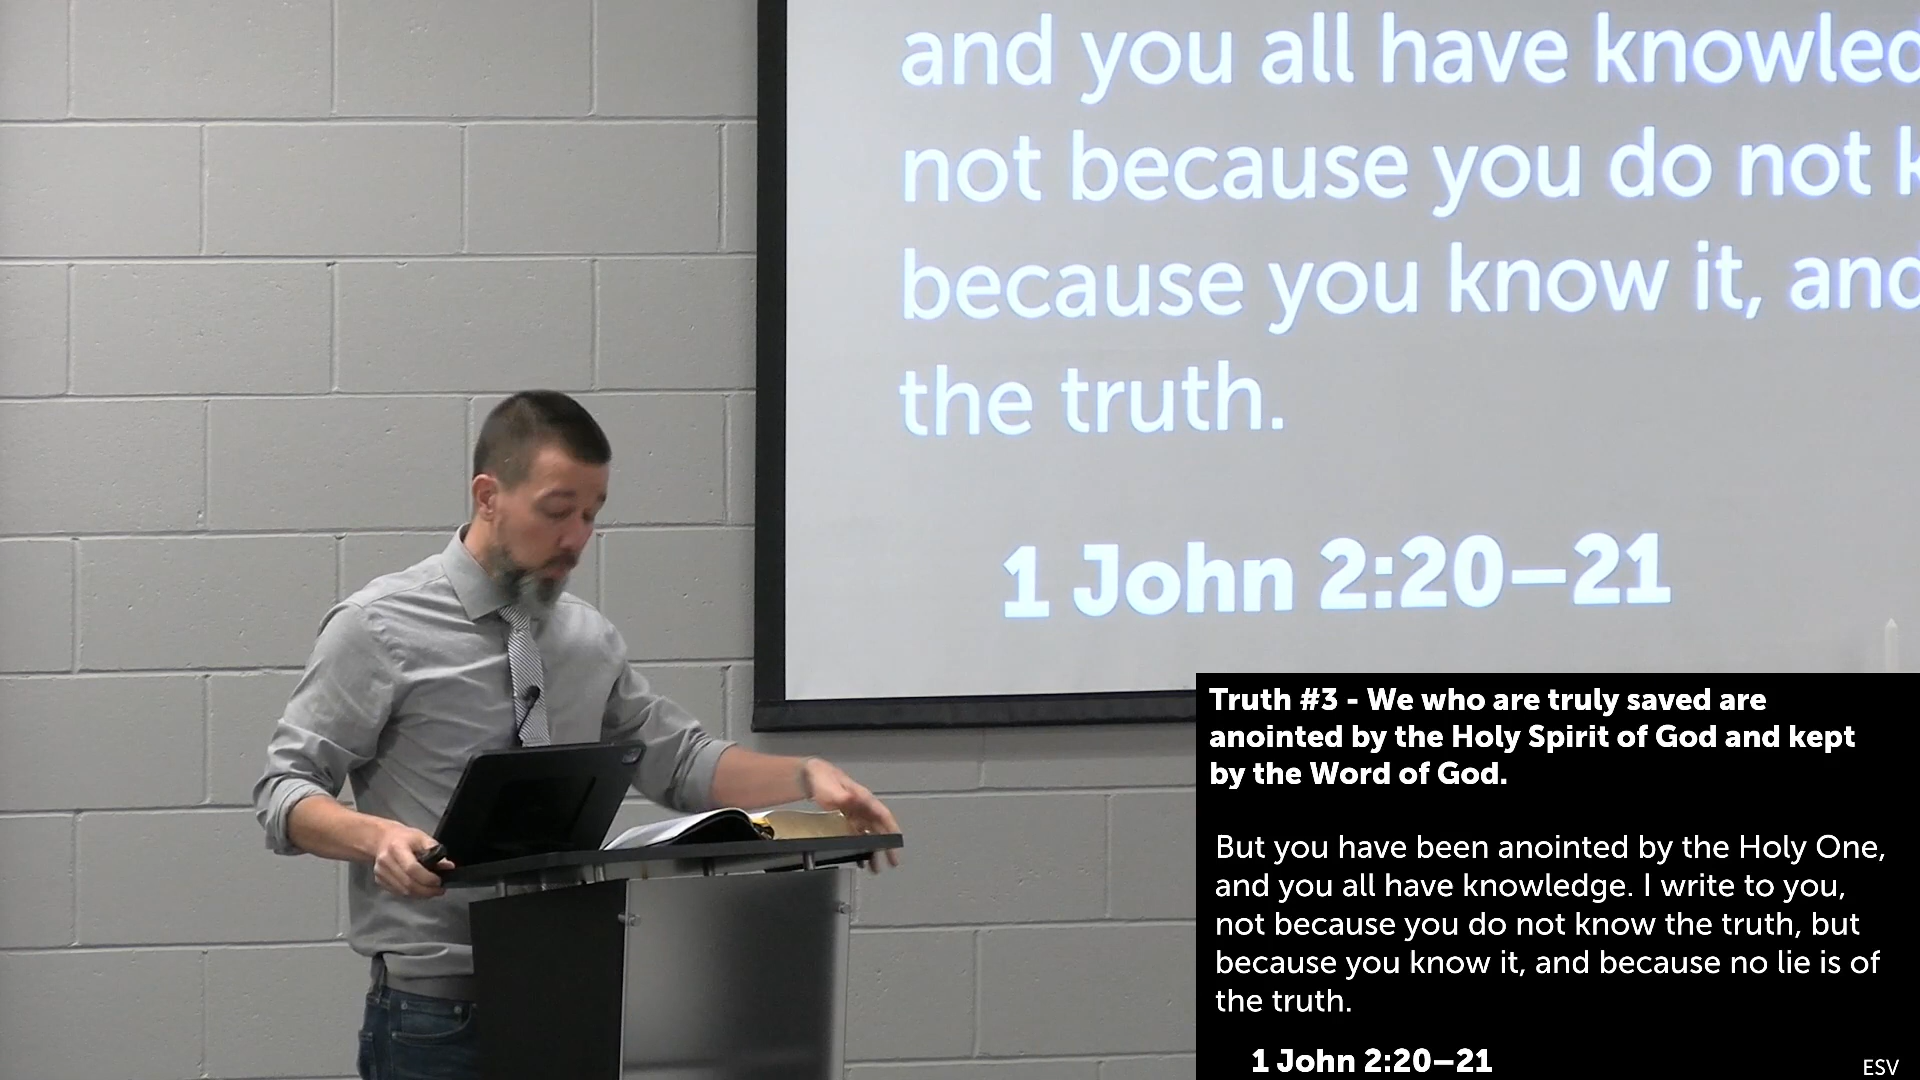 and you all have
not because you do not
because you know it, and
the truth.
1 John 2:20–21
Truth #3 - We who are truly saved are
anointed by the Holy Spirit of God and kept
by the Word of God.
But you have been anointed by the Holy One,
and you all have knowledge. I write to you,
not because you do not know the truth, but
because you know it, and because no lie is of
the truth.
1 John 2:20–21
ESV